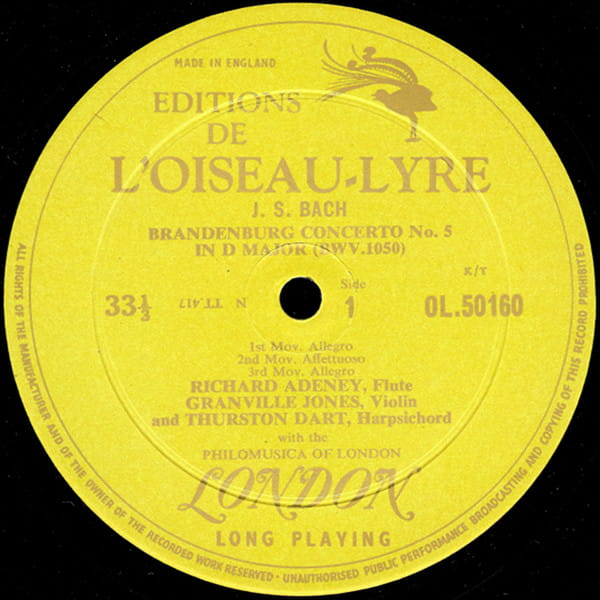 MADE IN ENGLAND
EDITIONS
DE
L'OISEAU-LYRE
J. S. BACH
BRANDENBURG CONCERTO No. 5
IN D MAJOR (BWV.1050)
K/T
33⅓
TT.417 N
Side
1
OL.50160
1st Mov. Allegro
2nd Mov. Affettuoso
3rd Mov. Allegro
RICHARD ADENEY, Flute
GRANVILLE JONES, Violin
and THURSTON DART, Harpsichord
with the
PHILOMUSICA OF LONDON
LONDON
LONG PLAYING
ALL RIGHTS OF THE MANUFACTURER AND OF THE OWNER OF THE RECORDED WORK RESERVED · UNAUTHORISED PUBLIC PERFORMANCE BROADCASTING AND COPYING OF THIS RECORD PROHIBITED